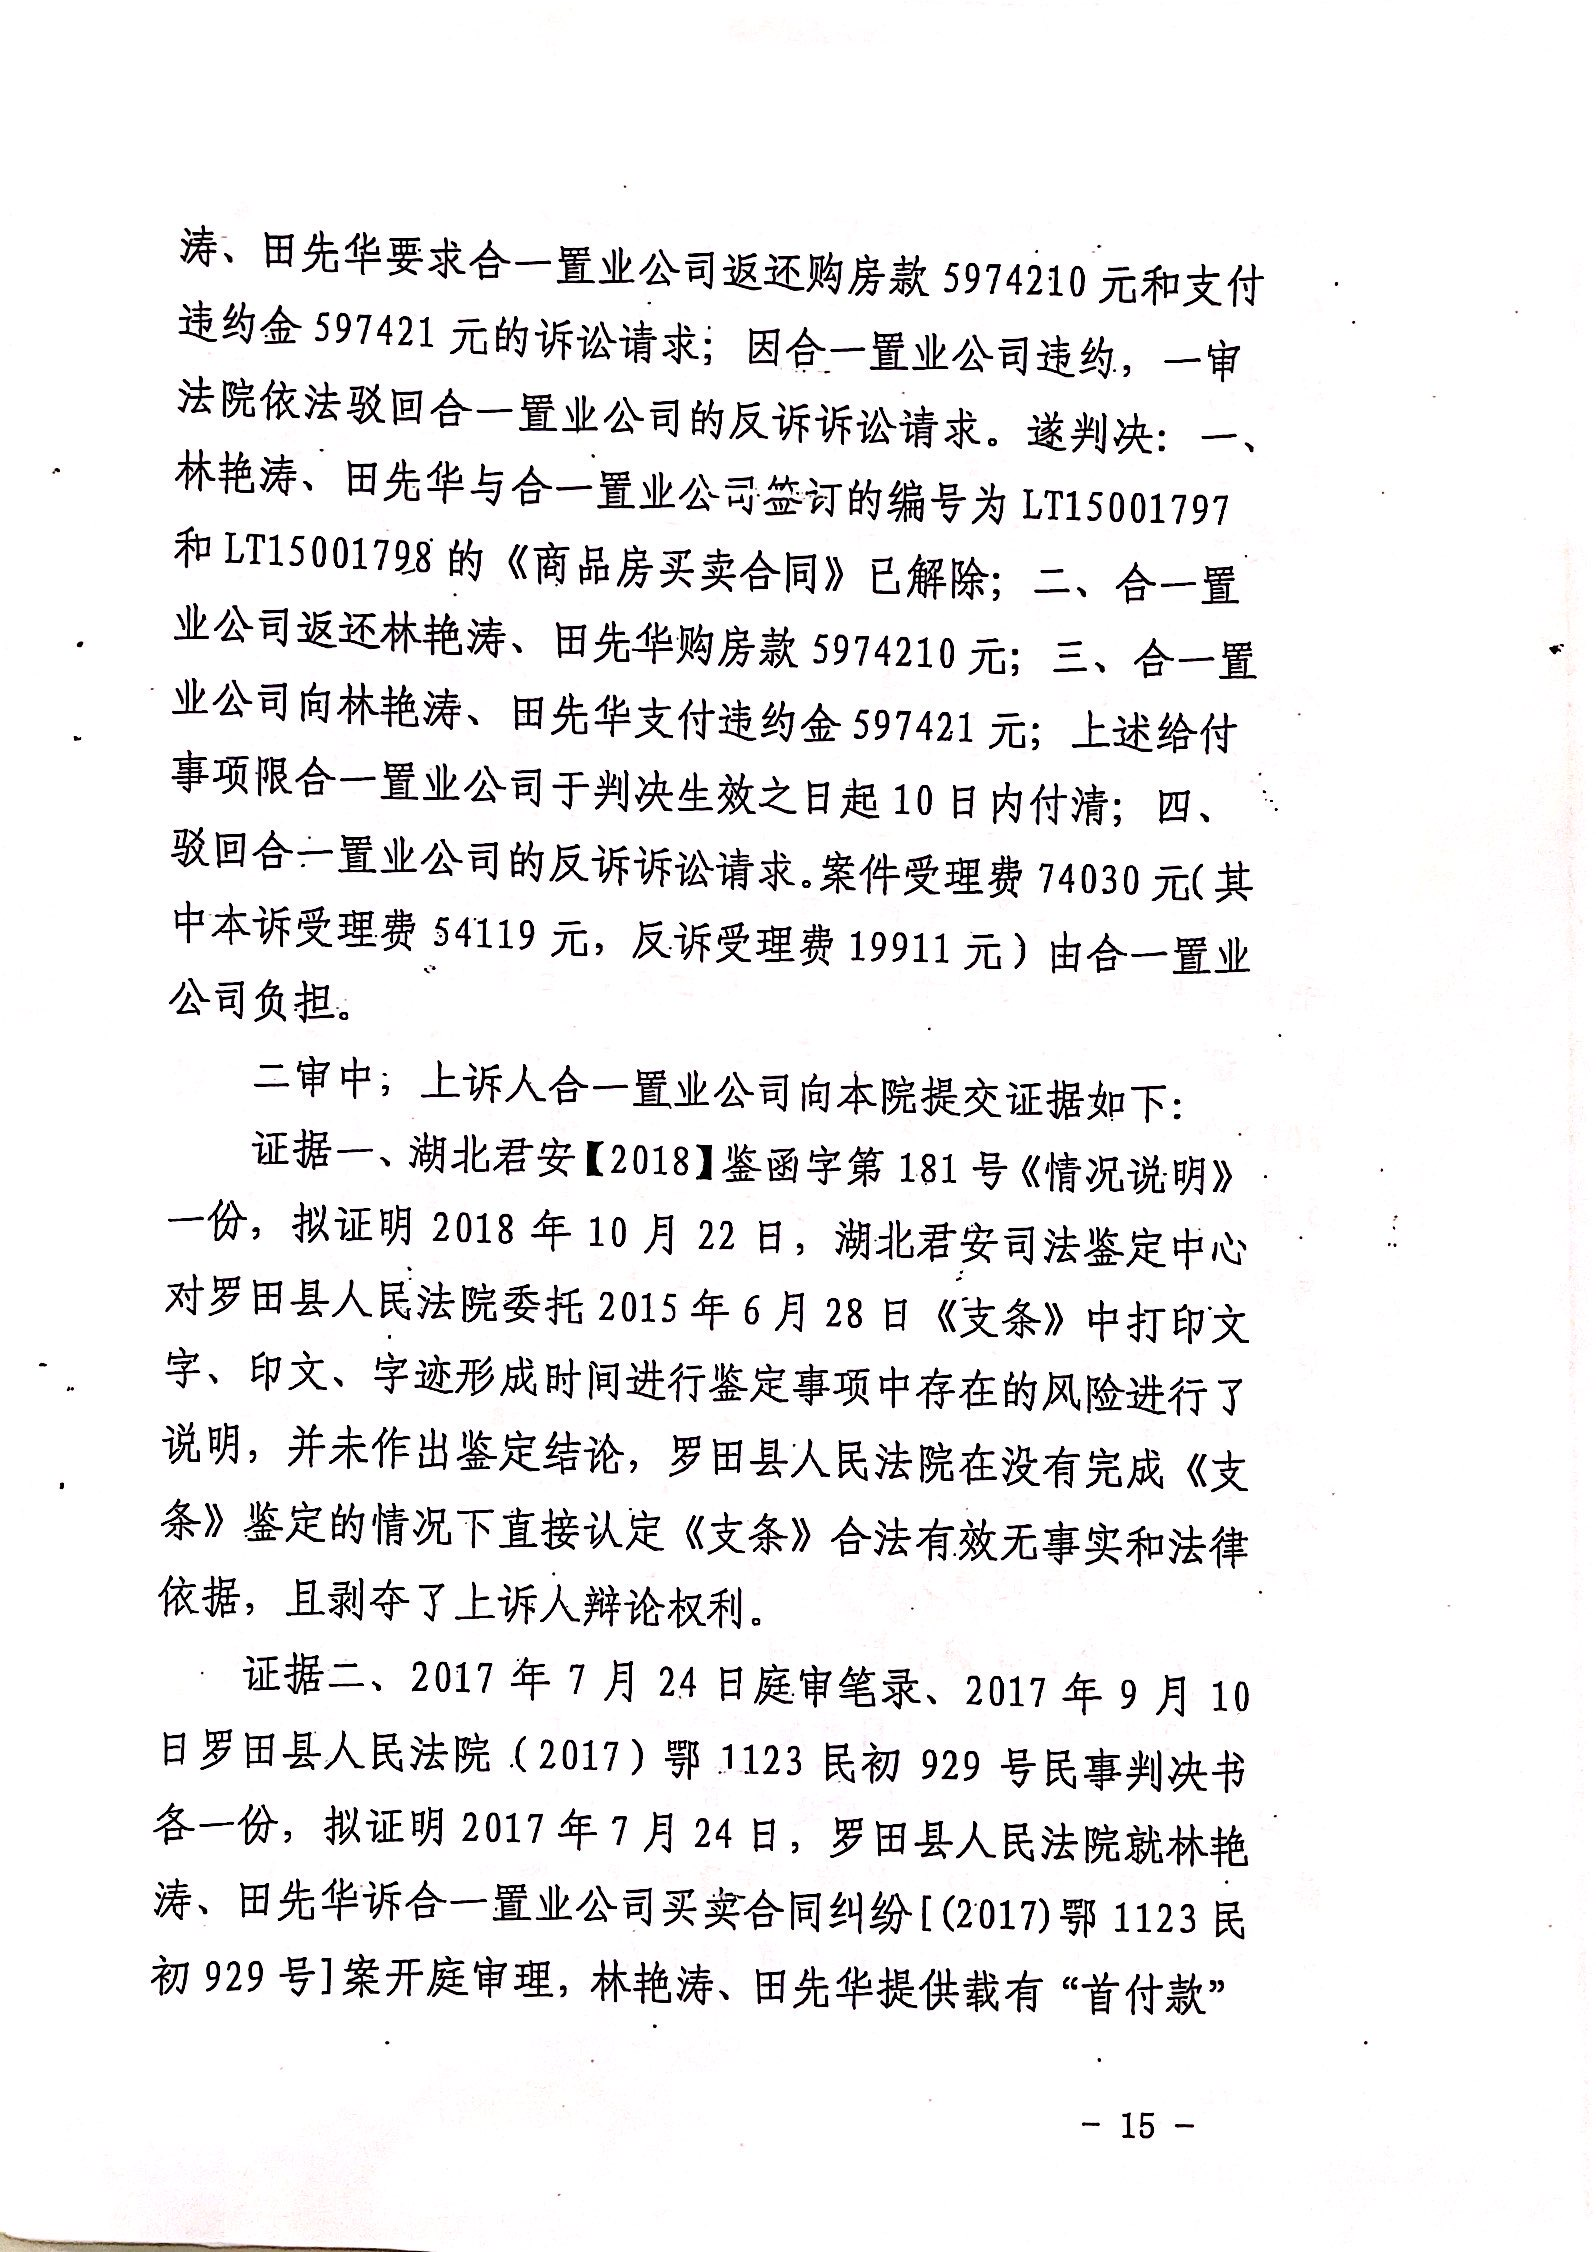 涛、田先华要求合一置业公司返还购房款 5974210 元和支付
违约金 597421 元的诉讼请求；因合一置业公司违约，一审
法院依法驳回合一置业公司的反诉诉讼请求。遂判决：一、
林艳涛、田先华与合一置业公司签订的编号为 LT15001797
和 LT15001798 的《商品房买卖合同》已解除；二、合一置
业公司返还林艳涛、田先华购房款 5974210 元；三、合一置
业公司向林艳涛、田先华支付违约金 597421 元；上述给付
事项限合一置业公司于判决生效之日起 10 日内付清；四、
驳回合一置业公司的反诉诉讼请求。案件受理费 74030 元（其
中本诉受理费 54119 元，反诉受理费 19911 元）由合一置业
公司负担。
二审中；上诉人合一置业公司向本院提交证据如下：
证据一、湖北君安【2018】鉴函字第 181 号《情况说明》
一份，拟证明 2018 年 10 月 22 日，湖北君安司法鉴定中心
对罗田县人民法院委托 2015 年 6 月 28 日《支条》中打印文
字、印文、字迹形成时间进行鉴定事项中存在的风险进行了
说明，并未作出鉴定结论，罗田县人民法院在没有完成《支
条》鉴定的情况下直接认定《支条》合法有效无事实和法律
依据，且剥夺了上诉人辩论权利。
证据二、2017 年 7 月 24 日庭审笔录、2017 年 9 月 10
日罗田县人民法院（2017）鄂 1123 民初 929 号民事判决书
各一份，拟证明 2017 年 7 月 24 日，罗田县人民法院就林艳
涛、田先华诉合一置业公司买卖合同纠纷[(2017)鄂 1123 民
初 929 号]案开庭审理，林艳涛、田先华提供载有“首付款”
- 15 -